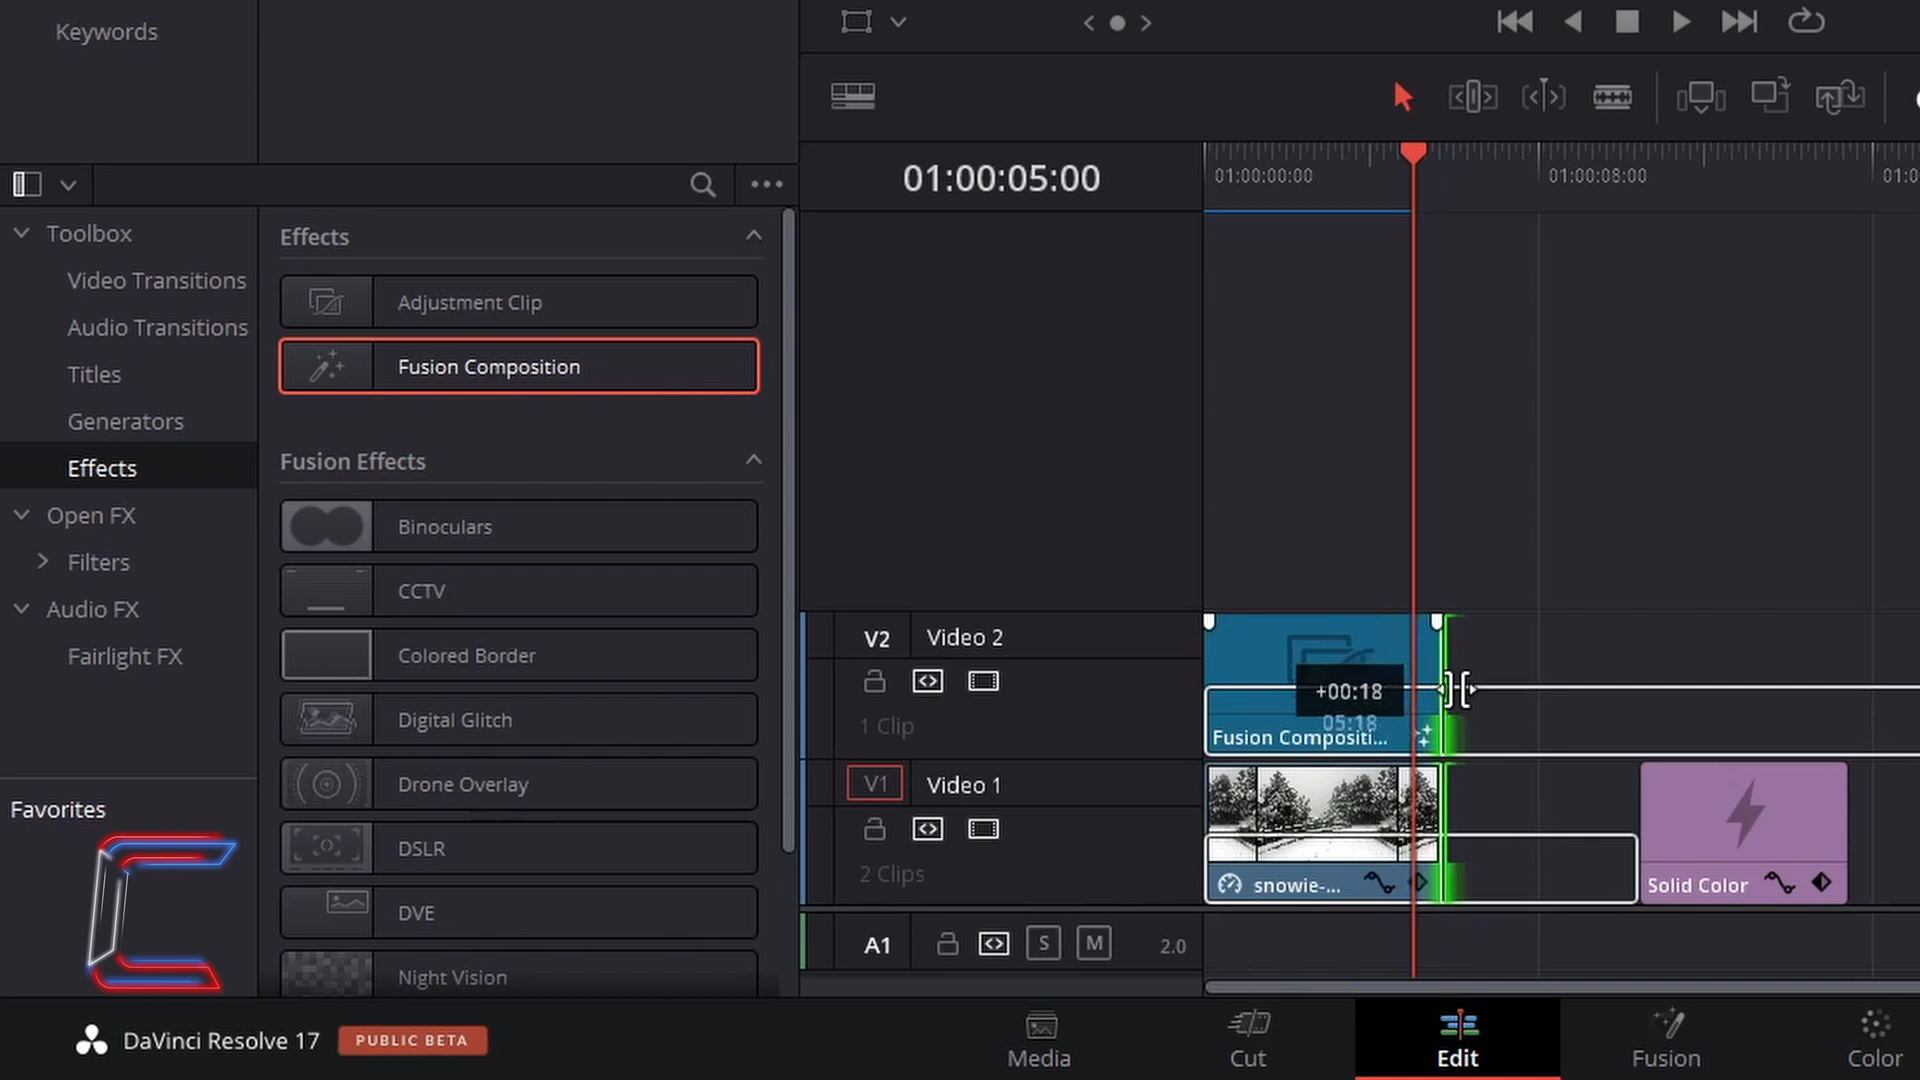 Keywords
01:00:05:00
01:00:00:00
01:00:08:00
01:0
Toolbox
Video Transitions
Audio Transitions
Titles
Generators
Effects
Open FX
Filters
Audio FX
Fairlight FX
Favorites
Effects
Adjustment Clip
Fusion Composition
Fusion Effects
Binoculars
CCTV
Colored Border
Digital Glitch
Drone Overlay
DSLR
DVE
Night Vision
V2 Video 2
1 Clip
+00:18
05:18
Fusion Compositi...
V1 Video 1
2 Clips
snowie-...
Solid Color
A1 S M 2.0
DaVinci Resolve 17 PUBLIC BETA
Media
Cut
Edit
Fusion
Color